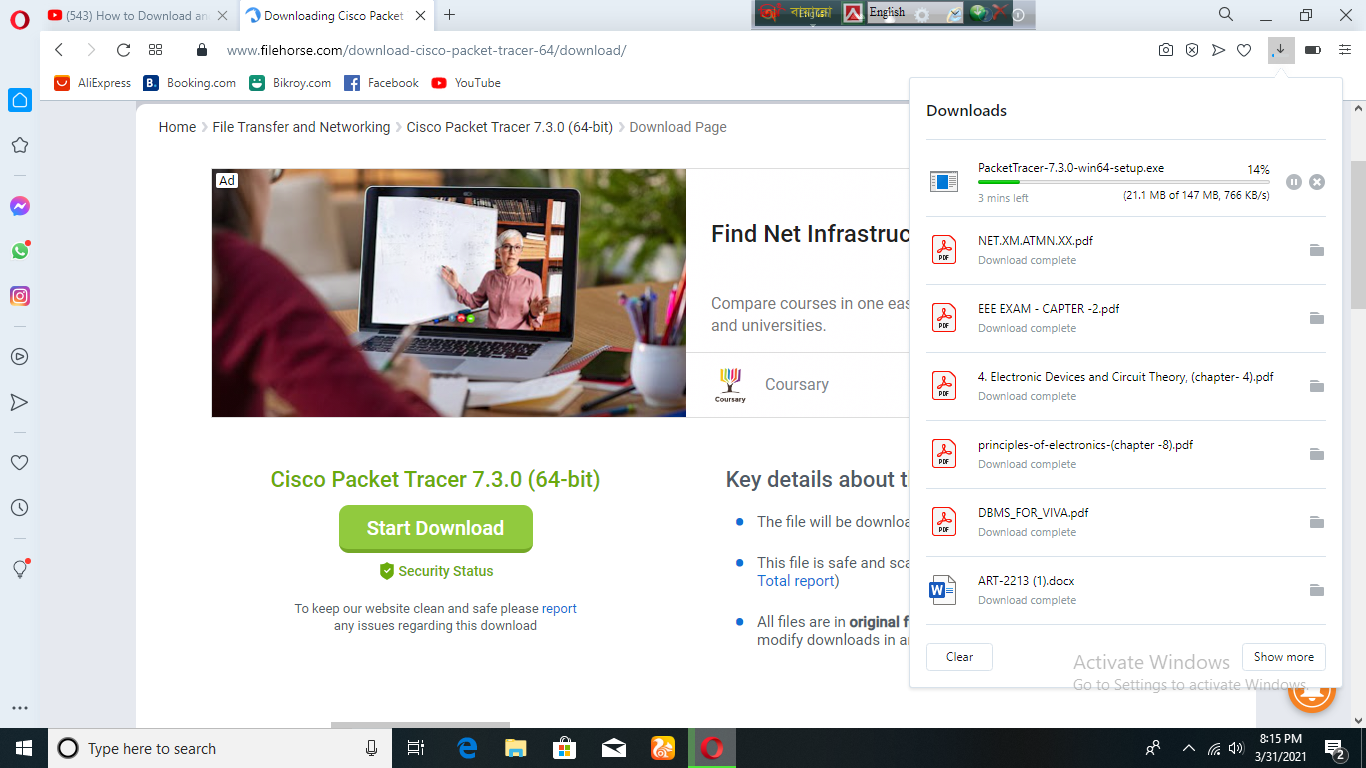 (543) How to Download an
Downloading Cisco Packet
English
English
www.filehorse.com/download-cisco-packet-tracer-64/download/
AliExpress
B.
Booking.com
Bikroy.com
Facebook
YouTube
Home
File Transfer and Networking
Cisco Packet Tracer 7.3.0 (64-bit)
Download Page
Ad
Find Net Infrastruc
Compare courses in one eas
and universities.
Coursary
Coursary
Cisco Packet Tracer 7.3.0 (64-bit)
Start Download
Security Status
To keep our website clean and safe please report
any issues regarding this download
Key details about t
The file will be downloa
This file is safe and sca
Total report)
All files are in original f
modify downloads in a
Downloads
PacketTracer-7.3.0-win64-setup.exe
14%
3 mins left
(21.1 MB of 147 MB, 766 KB/s)
PDF
NET.XM.ATMN.XX.pdf
Download complete
PDF
EEE EXAM - CAPTER -2.pdf
Download complete
PDF
4. Electronic Devices and Circuit Theory, (chapter- 4).pdf
Download complete
PDF
principles-of-electronics-(chapter -8).pdf
Download complete
PDF
DBMS_FOR_VIVA.pdf
Download complete
W
ART-2213 (1).docx
Download complete
Clear
Show more
Activate Windows
Go to Settings to activate Windows.
Type here to search
8:15 PM
3/31/2021
2